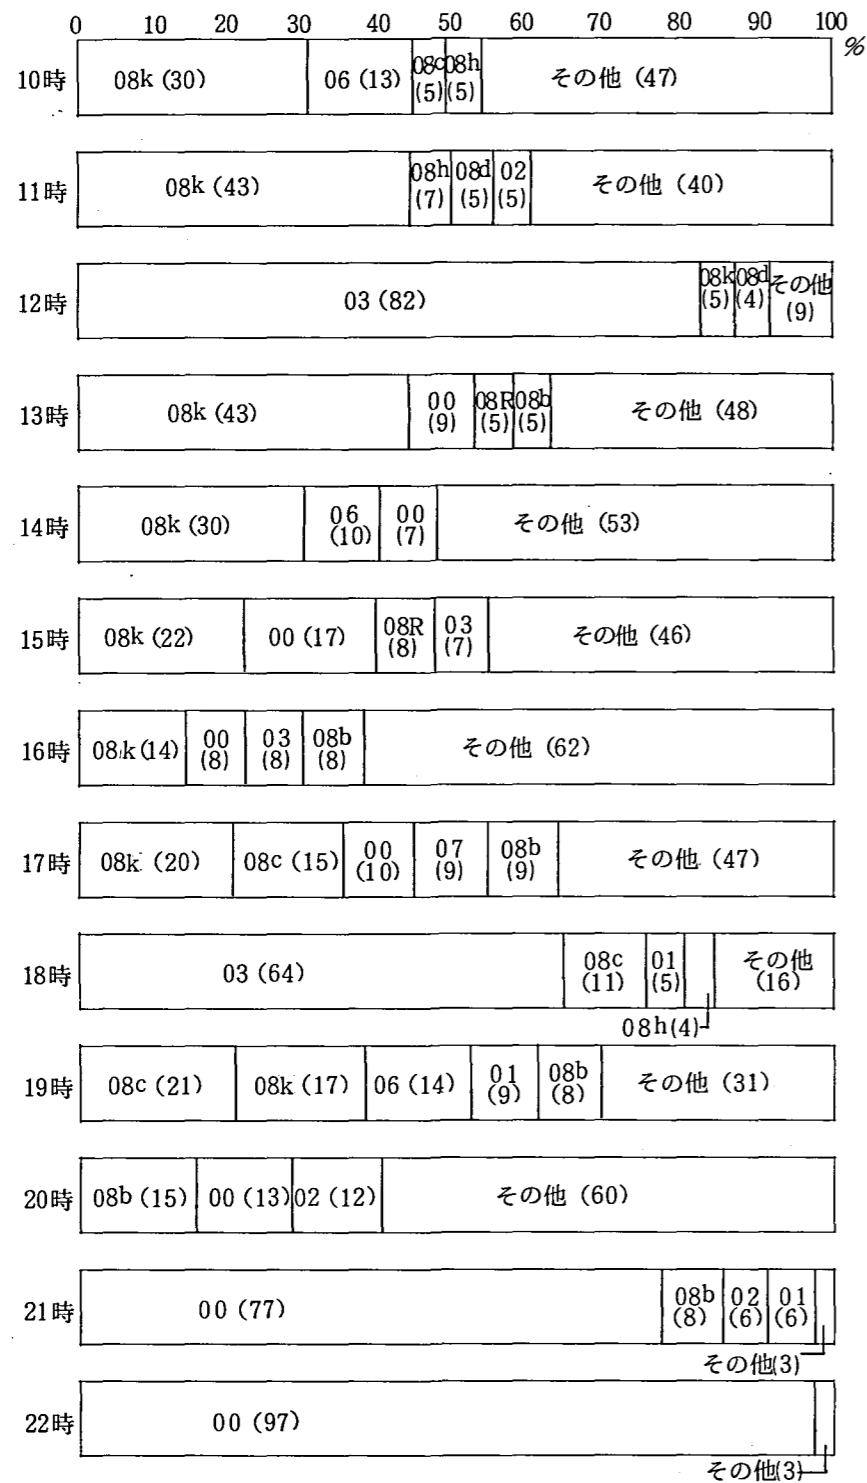 0 10 20 30 40 50 60 70 80 90 100 %
10時 08k (30) 06 (13) 08c (5) 08h (5) その他 (47)
11時 08k (43) 08h (7) 08d (5) 02 (5) その他 (40)
12時 03 (82) 08k (5) 08d (4) その他 (9)
13時 08k (43) 00 (9) 08R (5) 08b (5) その他 (48)
14時 08k (30) 06 (10) 00 (7) その他 (53)
15時 08k (22) 00 (17) 08R (8) 03 (7) その他 (46)
16時 08k (14) 00 (8) 03 (8) 08b (8) その他 (62)
17時 08k (20) 08c (15) 00 (10) 07 (9) 08b (9) その他 (47)
18時 03 (64) 08c (11) 01 (5) その他 (16)
08h (4)
19時 08c (21) 08k (17) 06 (14) 01 (9) 08b (8) その他 (31)
20時 08b (15) 00 (13) 02 (12) その他 (60)
21時 00 (77) 08b (8) 02 (6) 01 (6)
その他(3)
22時 00 (97)
その他(3)